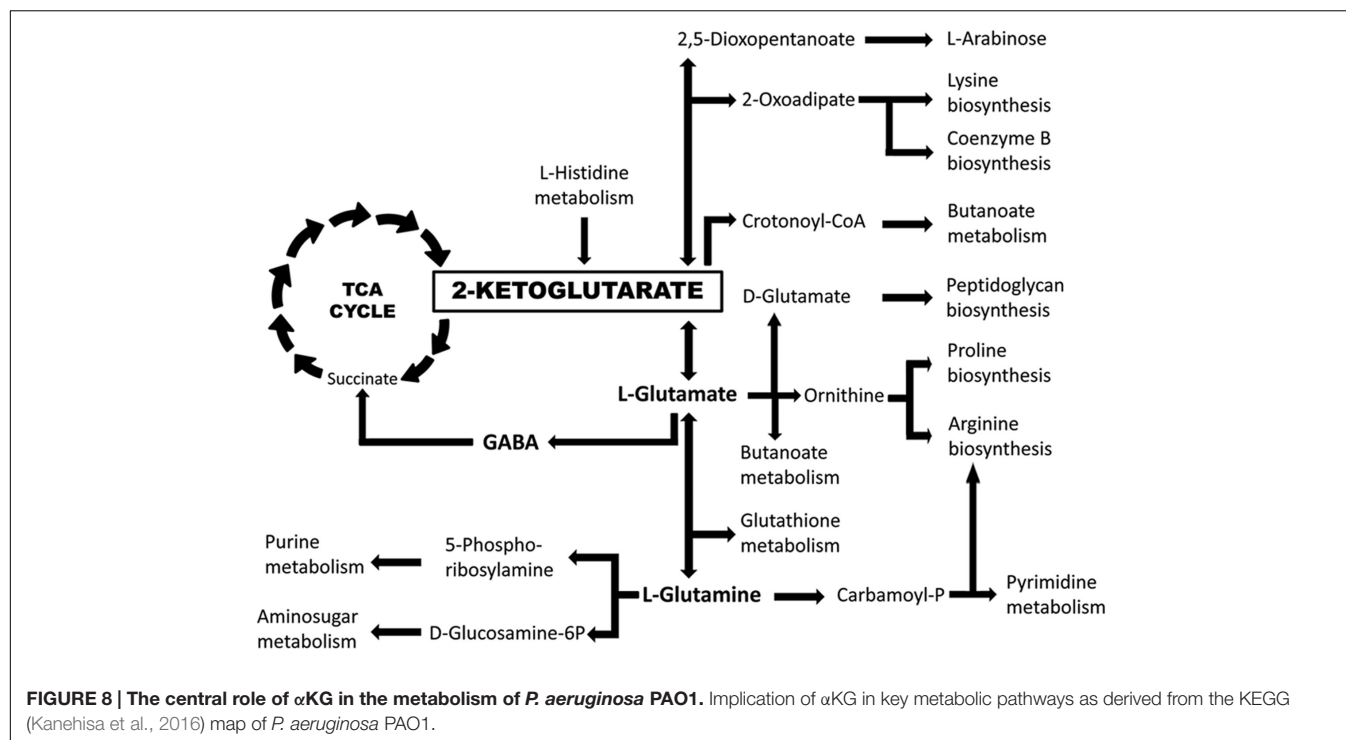 2,5-Dioxopentanoate
L-Arabinose
2-Oxoadipate
Lysine
biosynthesis
Coenzyme B
biosynthesis
L-Histidine
metabolism
Crotonoyl-CoA
Butanoate
metabolism
TCA
CYCLE
2-KETOGLUTARATE
D-Glutamate
Peptidoglycan
biosynthesis
Succinate
L-Glutamate
Ornithine
Proline
biosynthesis
Arginine
biosynthesis
GABA
Butanoate
metabolism
Glutathione
metabolism
Purine
metabolism
5-Phospho-
ribosylamine
L-Glutamine
Carbamoyl-P
Pyrimidine
metabolism
Aminosugar
metabolism
D-Glucosamine-6P
FIGURE 8 | The central role of αKG in the metabolism of P. aeruginosa PAO1. Implication of αKG in key metabolic pathways as derived from the KEGG
(Kanehisa et al., 2016) map of P. aeruginosa PAO1.